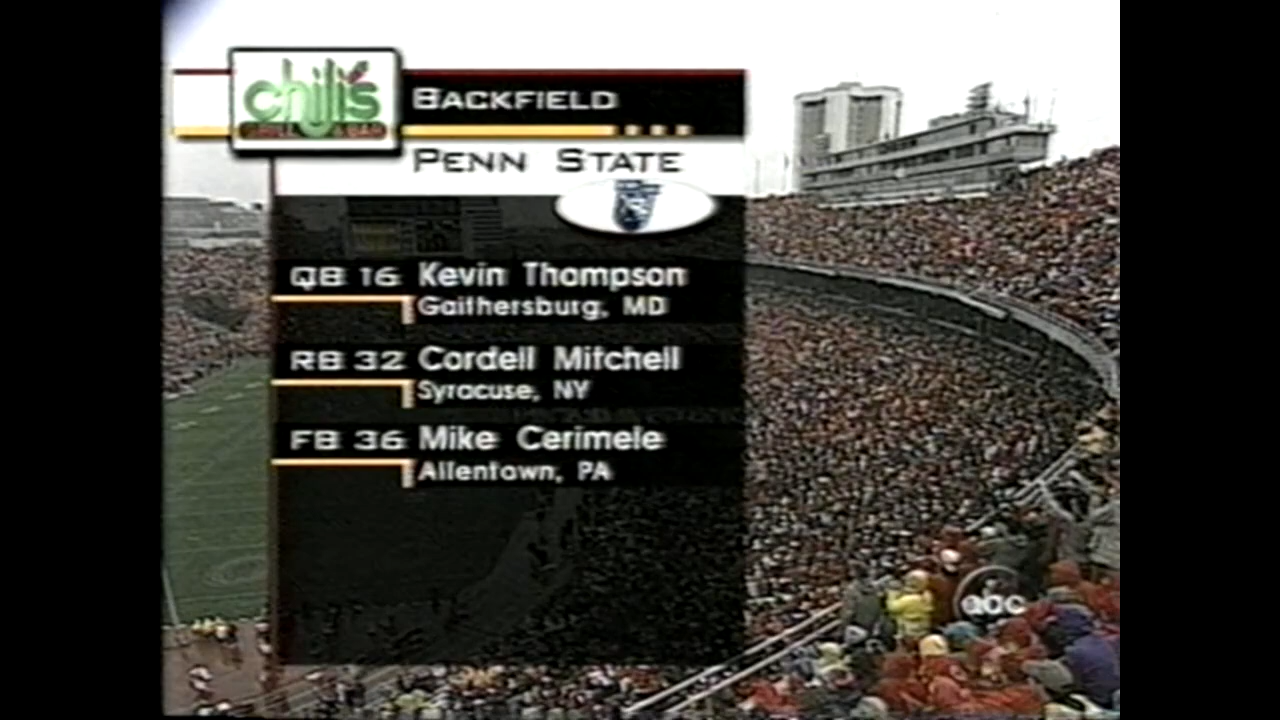 chili's
GRILL & BAR
BACKFIELD
PENN STATE
QB 16 Kevin Thompson
Gaithersburg, MD
RB 32 Cordell Mitchell
Syracuse, NY
FB 36 Mike Cerimele
Allentown, PA
abc